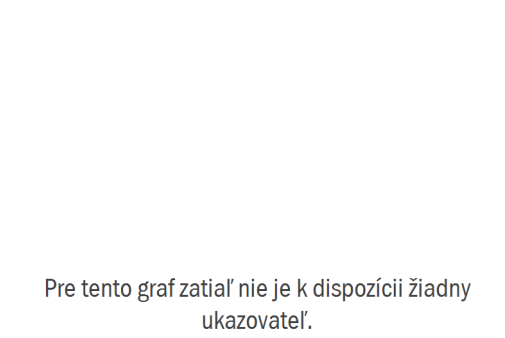 Pre tento graf zatiaľ nie je k dispozícii žiadny
ukazovateľ.